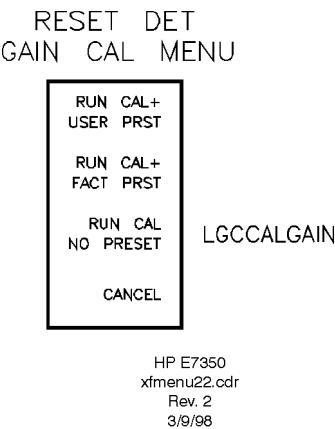 RESET DET
GAIN CAL MENU
RUN CAL+
USER PRST
RUN CAL+
FACT PRST
RUN CAL
NO PRESET
LGCCALGAIN
CANCEL
HP E7350
xfmenu22.cdr
Rev. 2
3/9/98